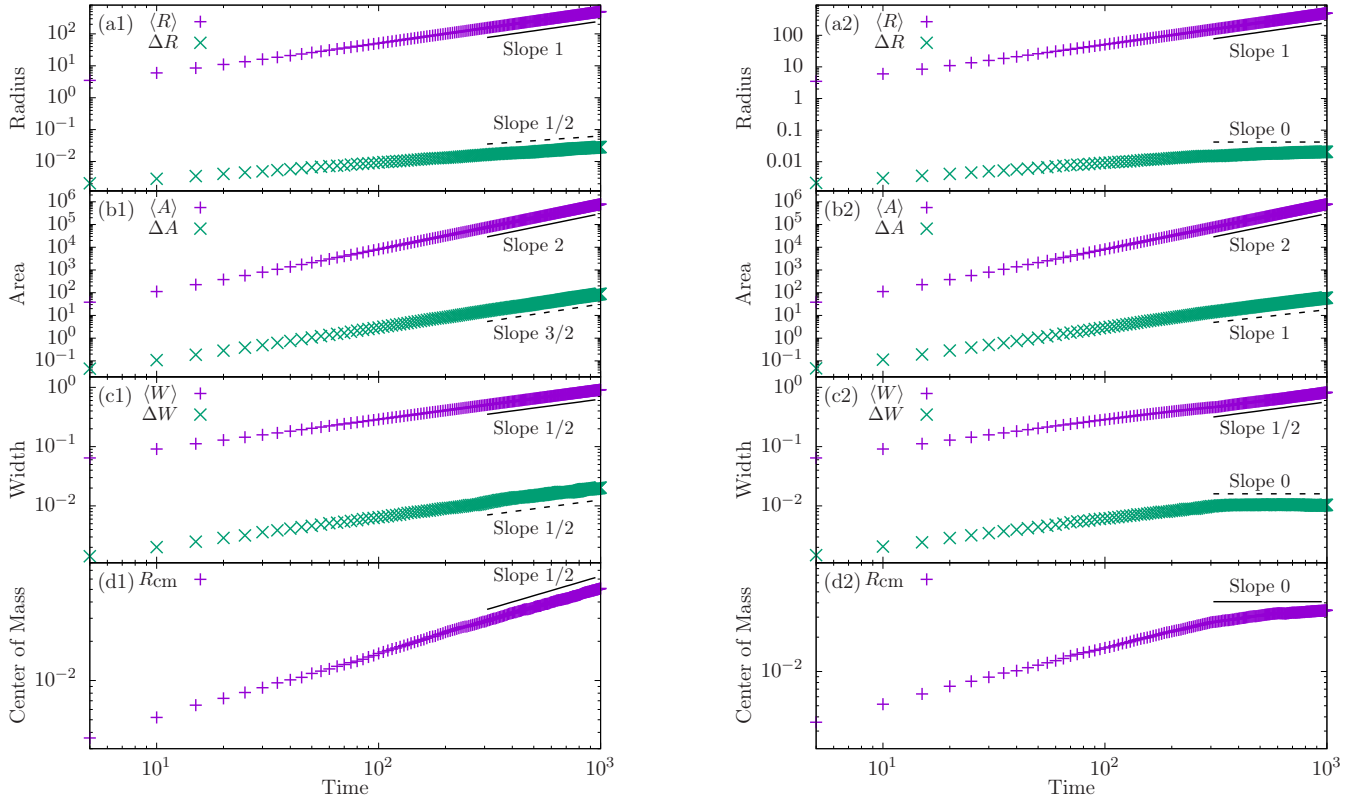 (a1) ⟨R⟩
ΔR
Slope 1
Slope 1/2
Radius
10²
10¹
10⁰
10⁻¹
10⁻²
(b1) ⟨A⟩
ΔA
Slope 2
Slope 3/2
Area
10⁶
10⁵
10⁴
10³
10²
10¹
10⁰
10⁻¹
(c1) ⟨W⟩
ΔW
Slope 1/2
Slope 1/2
Width
10⁰
10⁻¹
10⁻²
(d1) Rcm
Slope 1/2
Center of Mass
10⁻²
10¹
10²
10³
Time
(a2) ⟨R⟩
ΔR
Slope 1
Slope 0
Radius
100
10
1
0.1
0.01
(b2) ⟨A⟩
ΔA
Slope 2
Slope 1
Area
10⁶
10⁵
10⁴
10³
10²
10¹
10⁰
10⁻¹
(c2) ⟨W⟩
ΔW
Slope 1/2
Slope 0
Width
10⁰
10⁻¹
10⁻²
(d2) Rcm
Slope 0
Center of Mass
10⁻²
10¹
10²
10³
Time